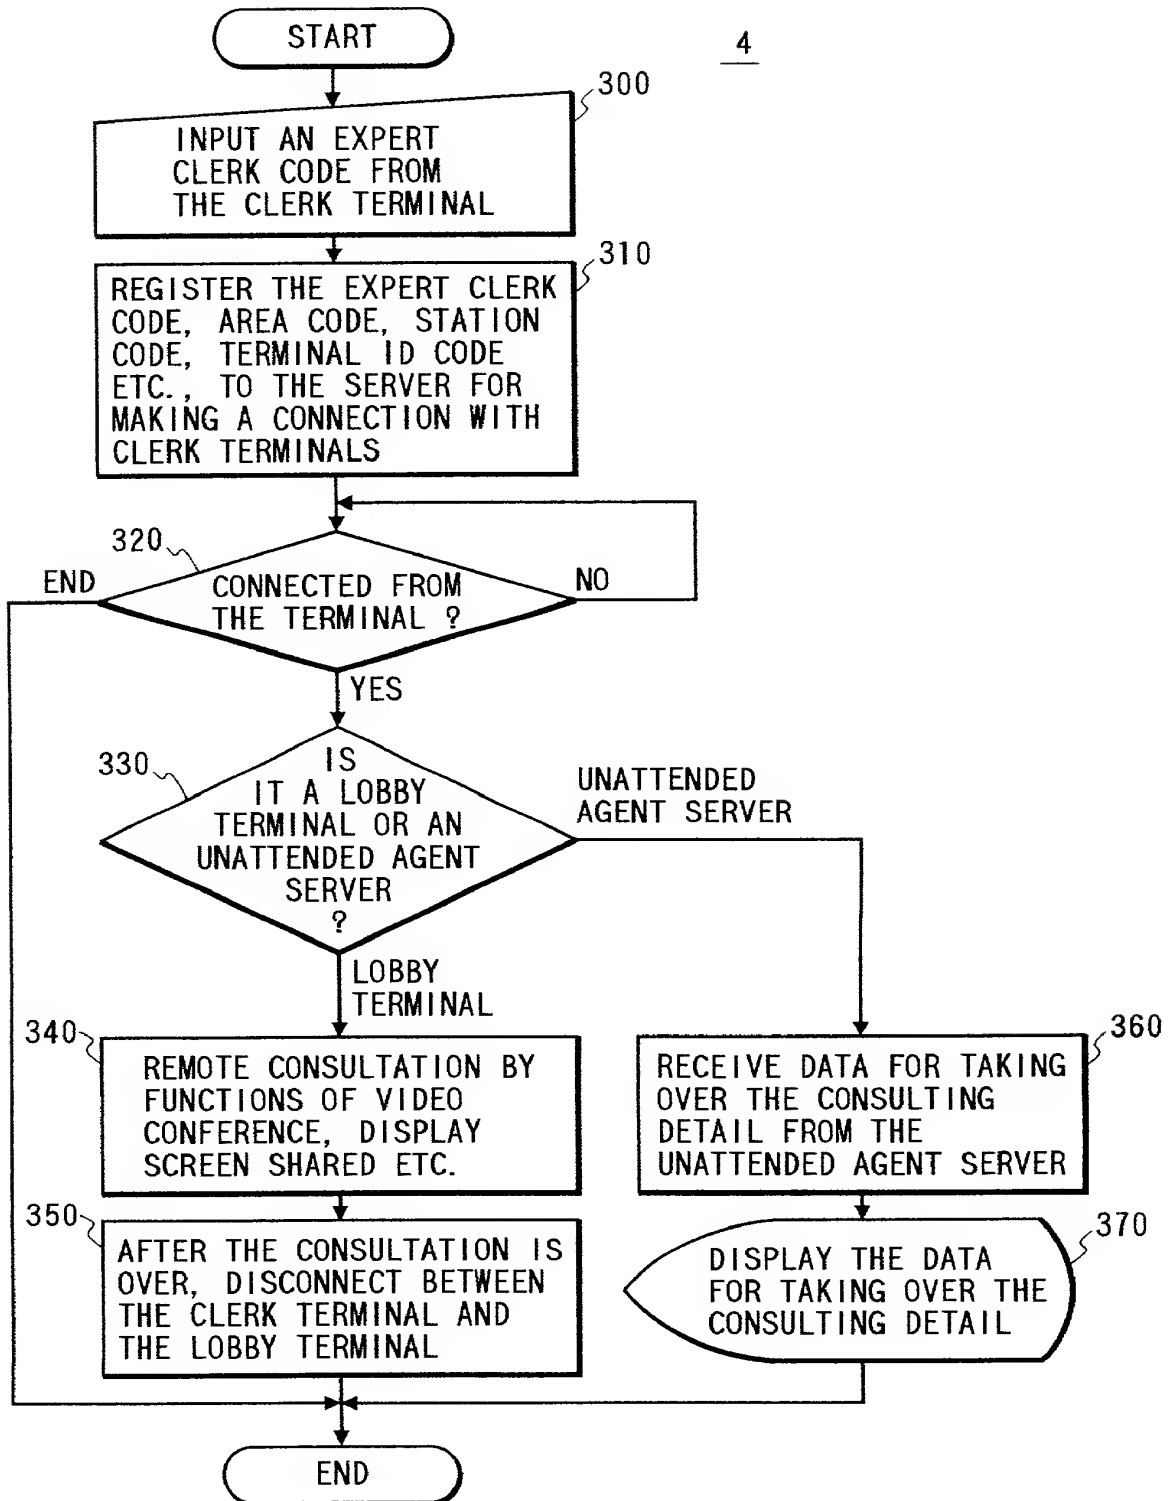 START
4
300
INPUT AN EXPERT
CLERK CODE FROM
THE CLERK TERMINAL
310
REGISTER THE EXPERT CLERK
CODE, AREA CODE, STATION
CODE, TERMINAL ID CODE
ETC., TO THE SERVER FOR
MAKING A CONNECTION WITH
CLERK TERMINALS
320
END
CONNECTED FROM
THE TERMINAL ?
NO
YES
330
IS
IT A LOBBY
TERMINAL OR AN
UNATTENDED AGENT
SERVER
?
UNATTENDED
AGENT SERVER
LOBBY
TERMINAL
340
REMOTE CONSULTATION BY
FUNCTIONS OF VIDEO
CONFERENCE, DISPLAY
SCREEN SHARED ETC.
360
RECEIVE DATA FOR TAKING
OVER THE CONSULTING
DETAIL FROM THE
UNATTENDED AGENT SERVER
350
AFTER THE CONSULTATION IS
OVER, DISCONNECT BETWEEN
THE CLERK TERMINAL AND
THE LOBBY TERMINAL
370
DISPLAY THE DATA
FOR TAKING OVER THE
CONSULTING DETAIL
END